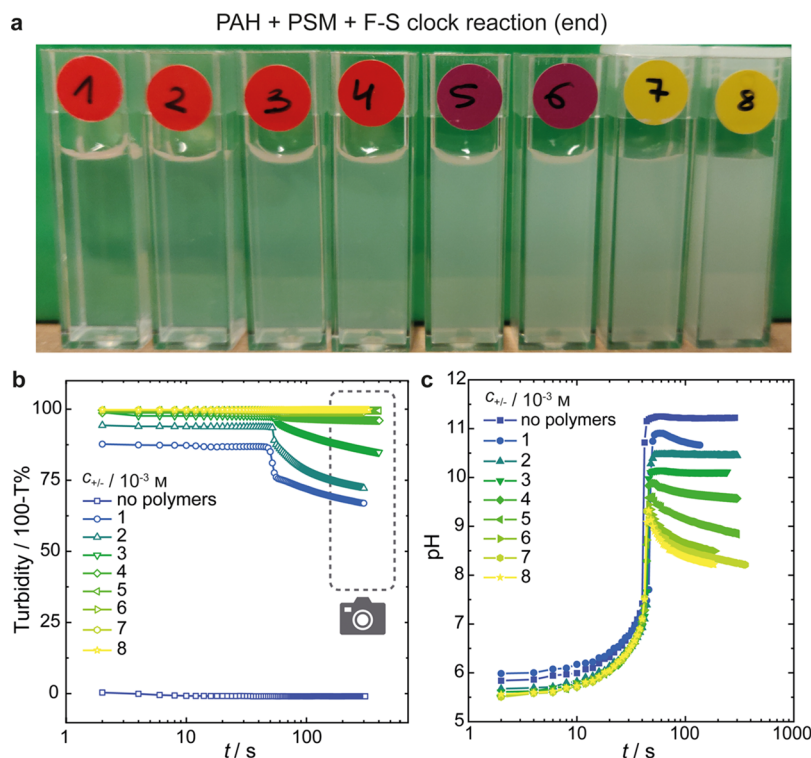 a
PAH + PSM + F-S clock reaction (end)
1 2 3 4 5 6 7 8
b
c₊/₋ / 10⁻³ M
no polymers
1
2
3
4
5
6
7
8
Turbidity / 100-T%
100
75
50
25
0
1 10 100
t / s
c
c₊/₋ / 10⁻³ M
no polymers
1
2
3
4
5
6
7
8
pH
12
11
10
9
8
7
6
5
1 10 100 1000
t / s